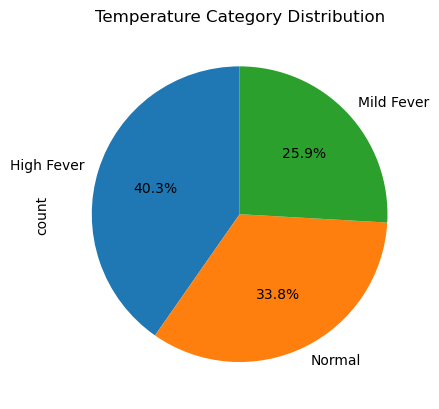 Temperature Category Distribution
Mild Fever
25.9%
High Fever
40.3%
count
33.8%
Normal